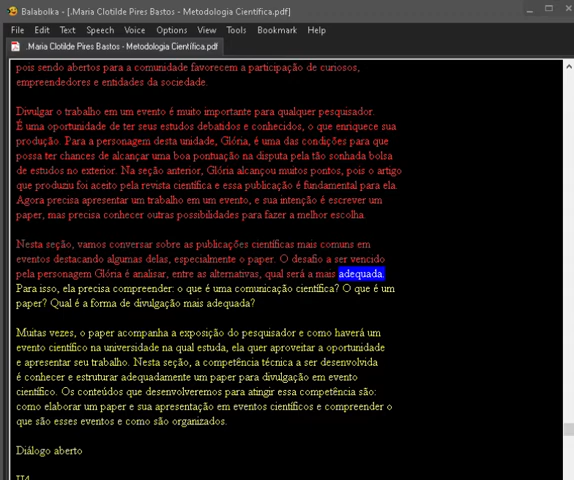 Balabolka - [.Maria Clotilde Pires Bastos - Metodologia Científica.pdf]
File Edit Text Speech Voice Options View Tools Bookmark Help
.Maria Clotilde Pires Bastos - Metodologia Científica.pdf
pois sendo abertos para a comunidade favorecem a participação de curiosos,
empreendedores e entidades da sociedade.
Divulgar o trabalho em um evento é muito importante para qualquer pesquisador.
É uma oportunidade de ter seus estudos debatidos e conhecidos, o que enriquece sua
produção. Para a personagem desta unidade, Glória, é uma das condições para que
possa ter chances de alcançar uma boa pontuação na disputa pela tão sonhada bolsa
de estudos no exterior. Na seção anterior, Glória alcançou muitos pontos, pois o artigo
que produziu foi aceito pela revista científica e essa publicação é fundamental para ela.
Agora precisa apresentar um trabalho em um evento, e sua intenção é escrever um
paper, mas precisa conhecer outras possibilidades para fazer a melhor escolha.
Nesta seção, vamos conversar sobre as publicações científicas mais comuns em
eventos destacando algumas delas, especialmente o paper. O desafio a ser vencido
pela personagem Glória é analisar, entre as alternativas, qual será a mais adequada.
Para isso, ela precisa compreender: o que é uma comunicação científica? O que é um
paper? Qual é a forma de divulgação mais adequada?
Muitas vezes, o paper acompanha a exposição do pesquisador e como haverá um
evento científico na universidade na qual estuda, ela quer aproveitar a oportunidade
e apresentar seu trabalho. Nesta seção, a competência técnica a ser desenvolvida
é conhecer e estruturar adequadamente um paper para divulgação em evento
científico. Os conteúdos que desenvolveremos para atingir essa competência são:
como elaborar um paper e sua apresentação em eventos científicos e compreender o
que são esses eventos e como são organizados.
Diálogo aberto